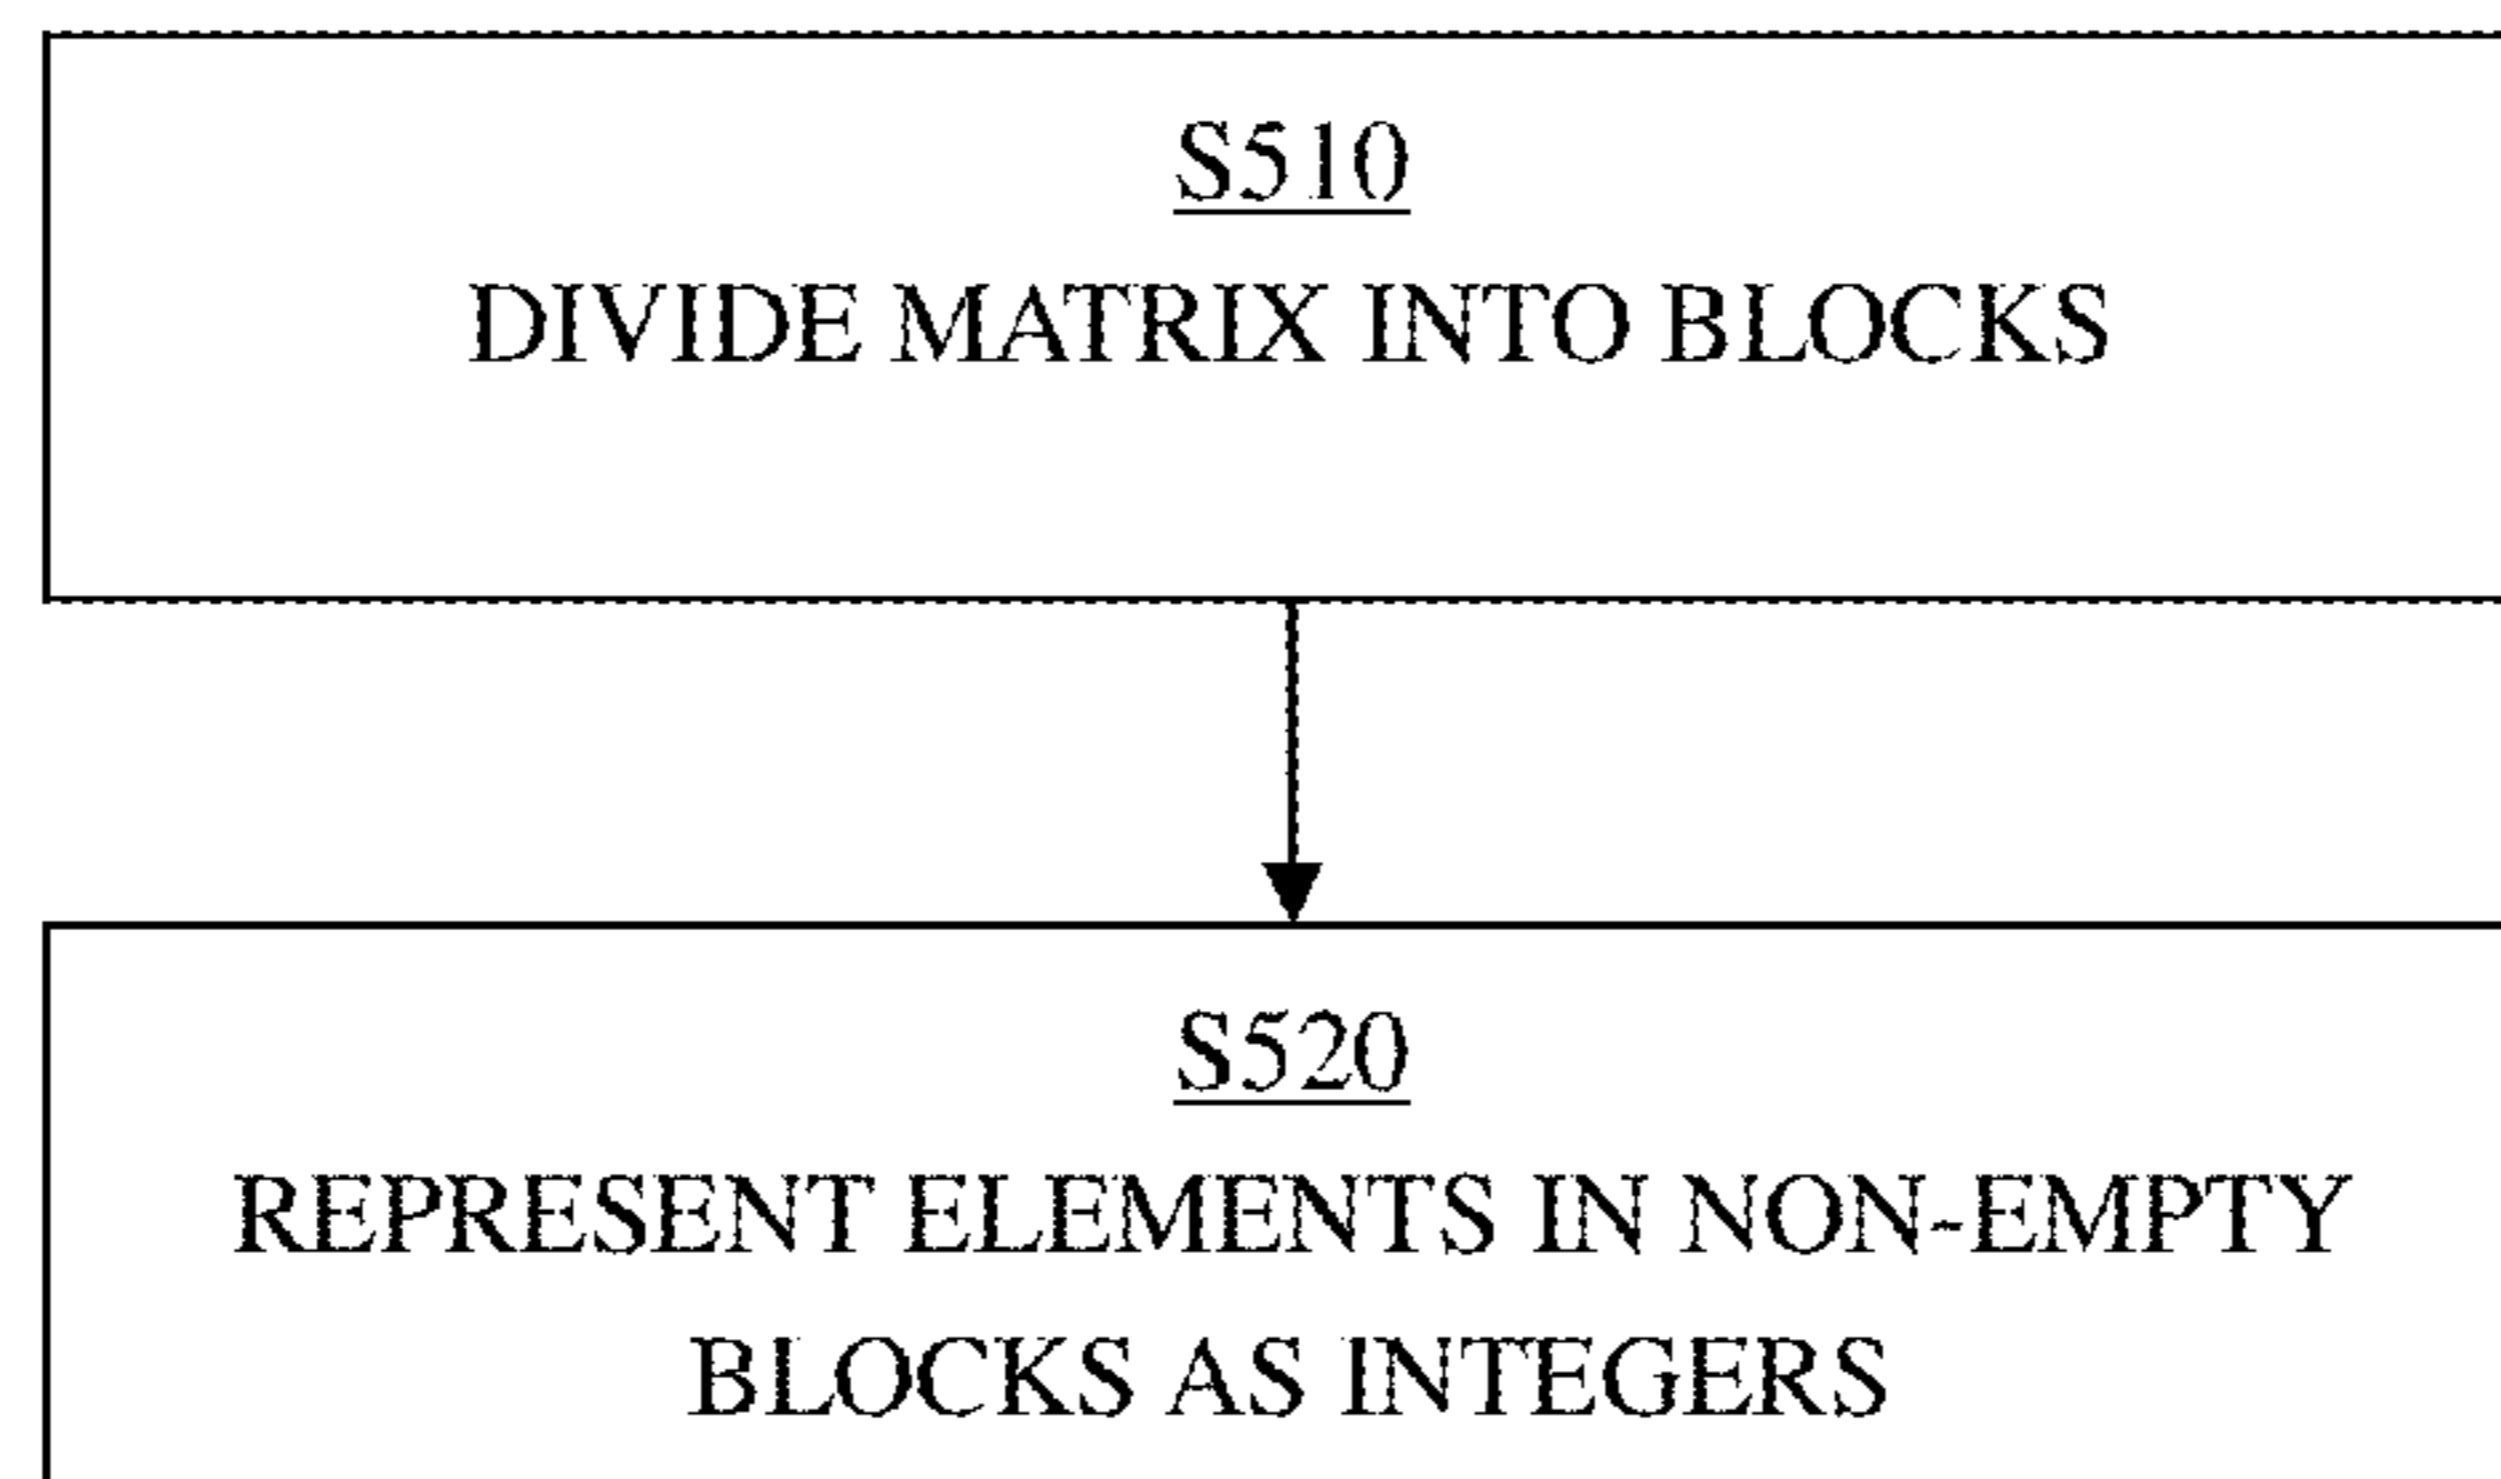 S510
DIVIDE MATRIX INTO BLOCKS
S520
REPRESENT ELEMENTS IN NON-EMPTY
BLOCKS AS INTEGERS